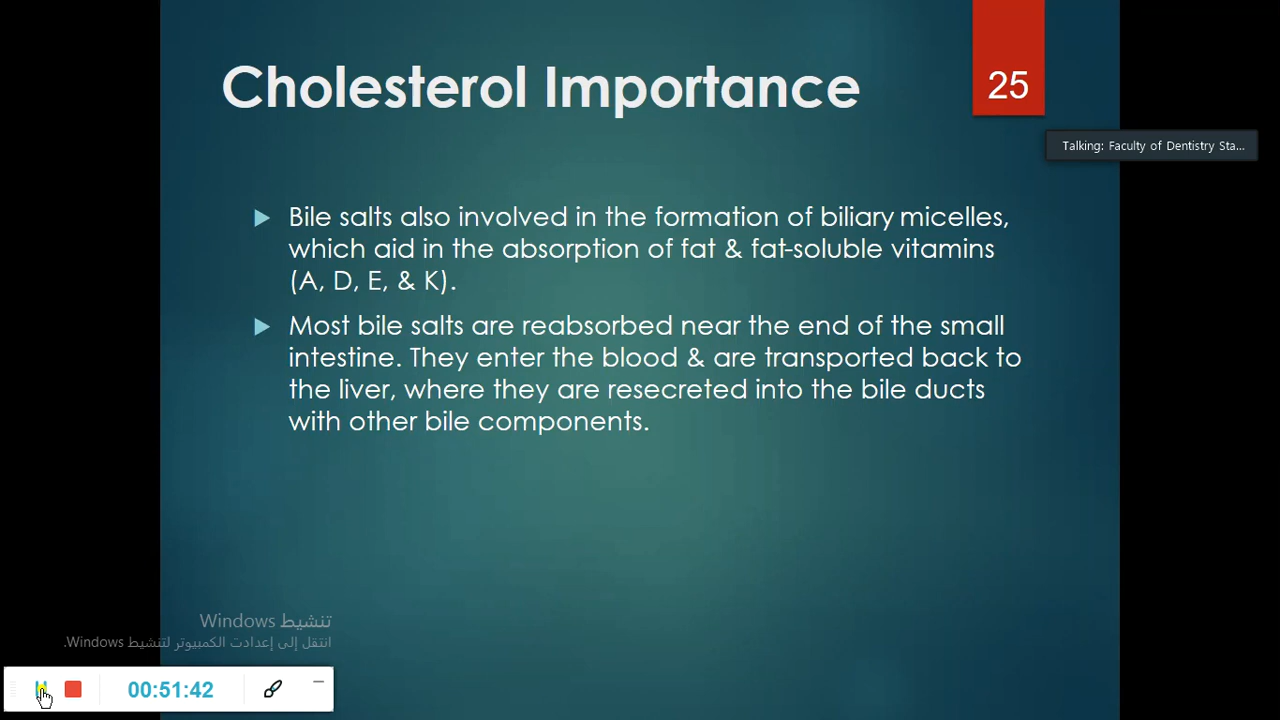 Cholesterol Importance
25
Talking: Faculty of Dentistry Sta...
Bile salts also involved in the formation of biliary micelles,
which aid in the absorption of fat & fat-soluble vitamins
(A, D, E, & K).
Most bile salts are reabsorbed near the end of the small
intestine. They enter the blood & are transported back to
the liver, where they are resecreted into the bile ducts
with other bile components.
تنشيط Windows
انتقل إلى إعدادت الكمبيوتر لتنشيط Windows.
00:51:42